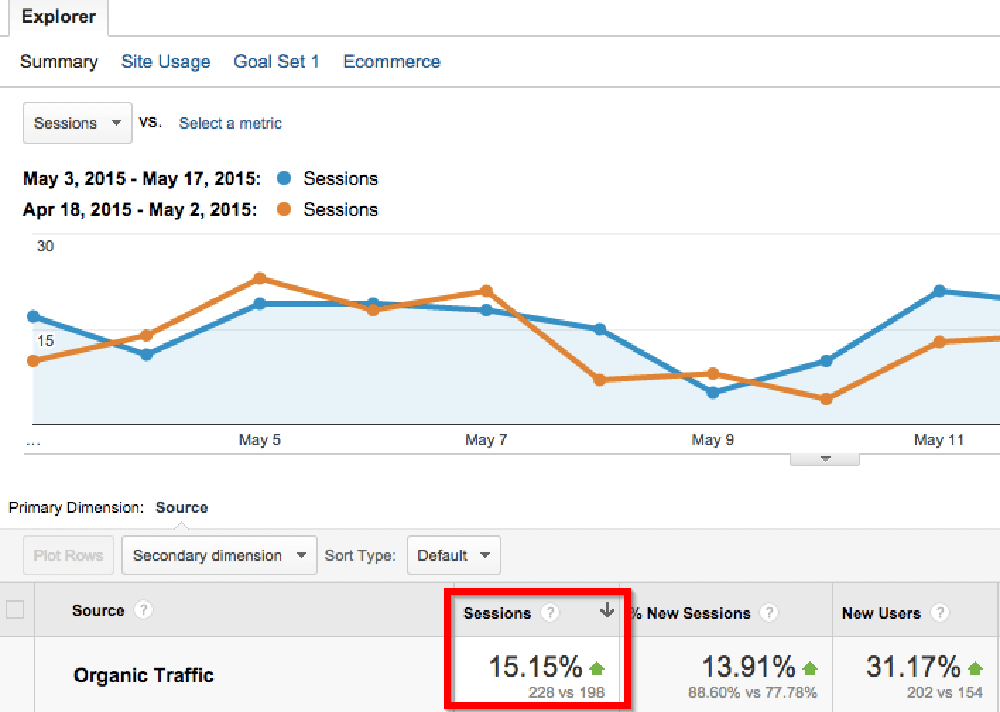 Explorer
Summary Site Usage Goal Set 1 Ecommerce
Sessions vs. Select a metric
May 3, 2015 - May 17, 2015: Sessions
Apr 18, 2015 - May 2, 2015: Sessions
30
15
... May 5 May 7 May 9 May 11
Primary Dimension: Source
Plot Rows Secondary dimension Sort Type: Default
Source ? Sessions ? % New Sessions ? New Users ?
Organic Traffic 15.15% 13.91% 31.17%
228 vs 198 88.60% vs 77.78% 202 vs 154